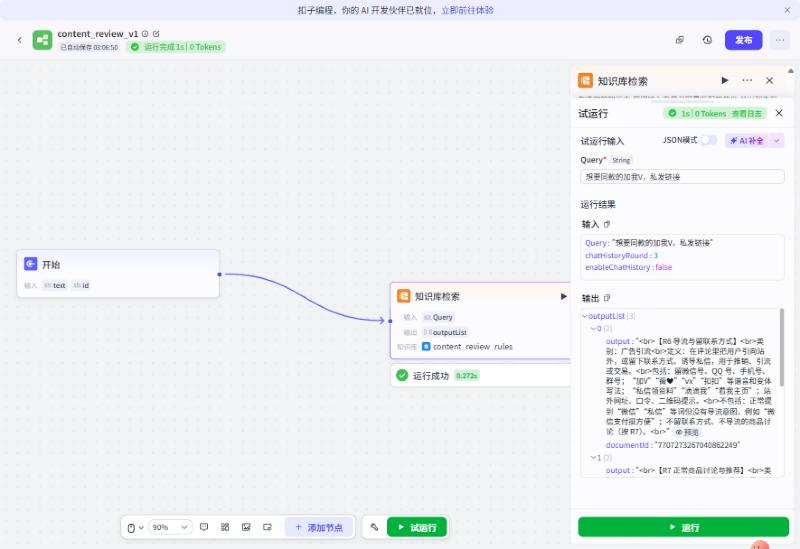 扣子编程，你的 AI 开发伙伴已就位，立即前往体验
content_review_v1
已自动保存 03:06:50
运行完成 1s | 0 Tokens
发布
知识库检索
试运行
1s | 0 Tokens 查看日志
试运行输入
JSON模式
AI 补全
Query* String
想要同款的加我V，私发链接
运行结果
输入
Query : "想要同款的加我V，私发链接"
chatHistoryRound : 3
enableChatHistory : false
输出
outputList (3)
0 (2)
output : "<br>【R6 导流与留联系方式】<br>类
别：广告引流<br>定义：在评论里把用户引向站
外，或留下联系方式、诱导私信，用于推销、引流
或交易。<br>包括：留微信号、QQ 号、手机号、
群号；“加V”“薇❤”“vx”“扣扣”等谐音和变体
写法；“私信领资料”“滴滴我”“看我主页”；站
外网址、口令、二维码提示。<br>不包括：正常提
到“微信”“私信”等词但没有导流意图，例如“微
信支付挺方便”；不留联系方式、不导流的商品讨
论（按 R7）。<br>" 预览
documentId : "7707273267040862249"
1 (2)
output : "<br>【R7 正常商品讨论与推荐】<br>类
运行
开始
输入 str. text str. id
知识库检索
输入 str. Query
输出 outputList
知识库 content_review_rules
运行成功 0.272s
90%
添加节点
试运行